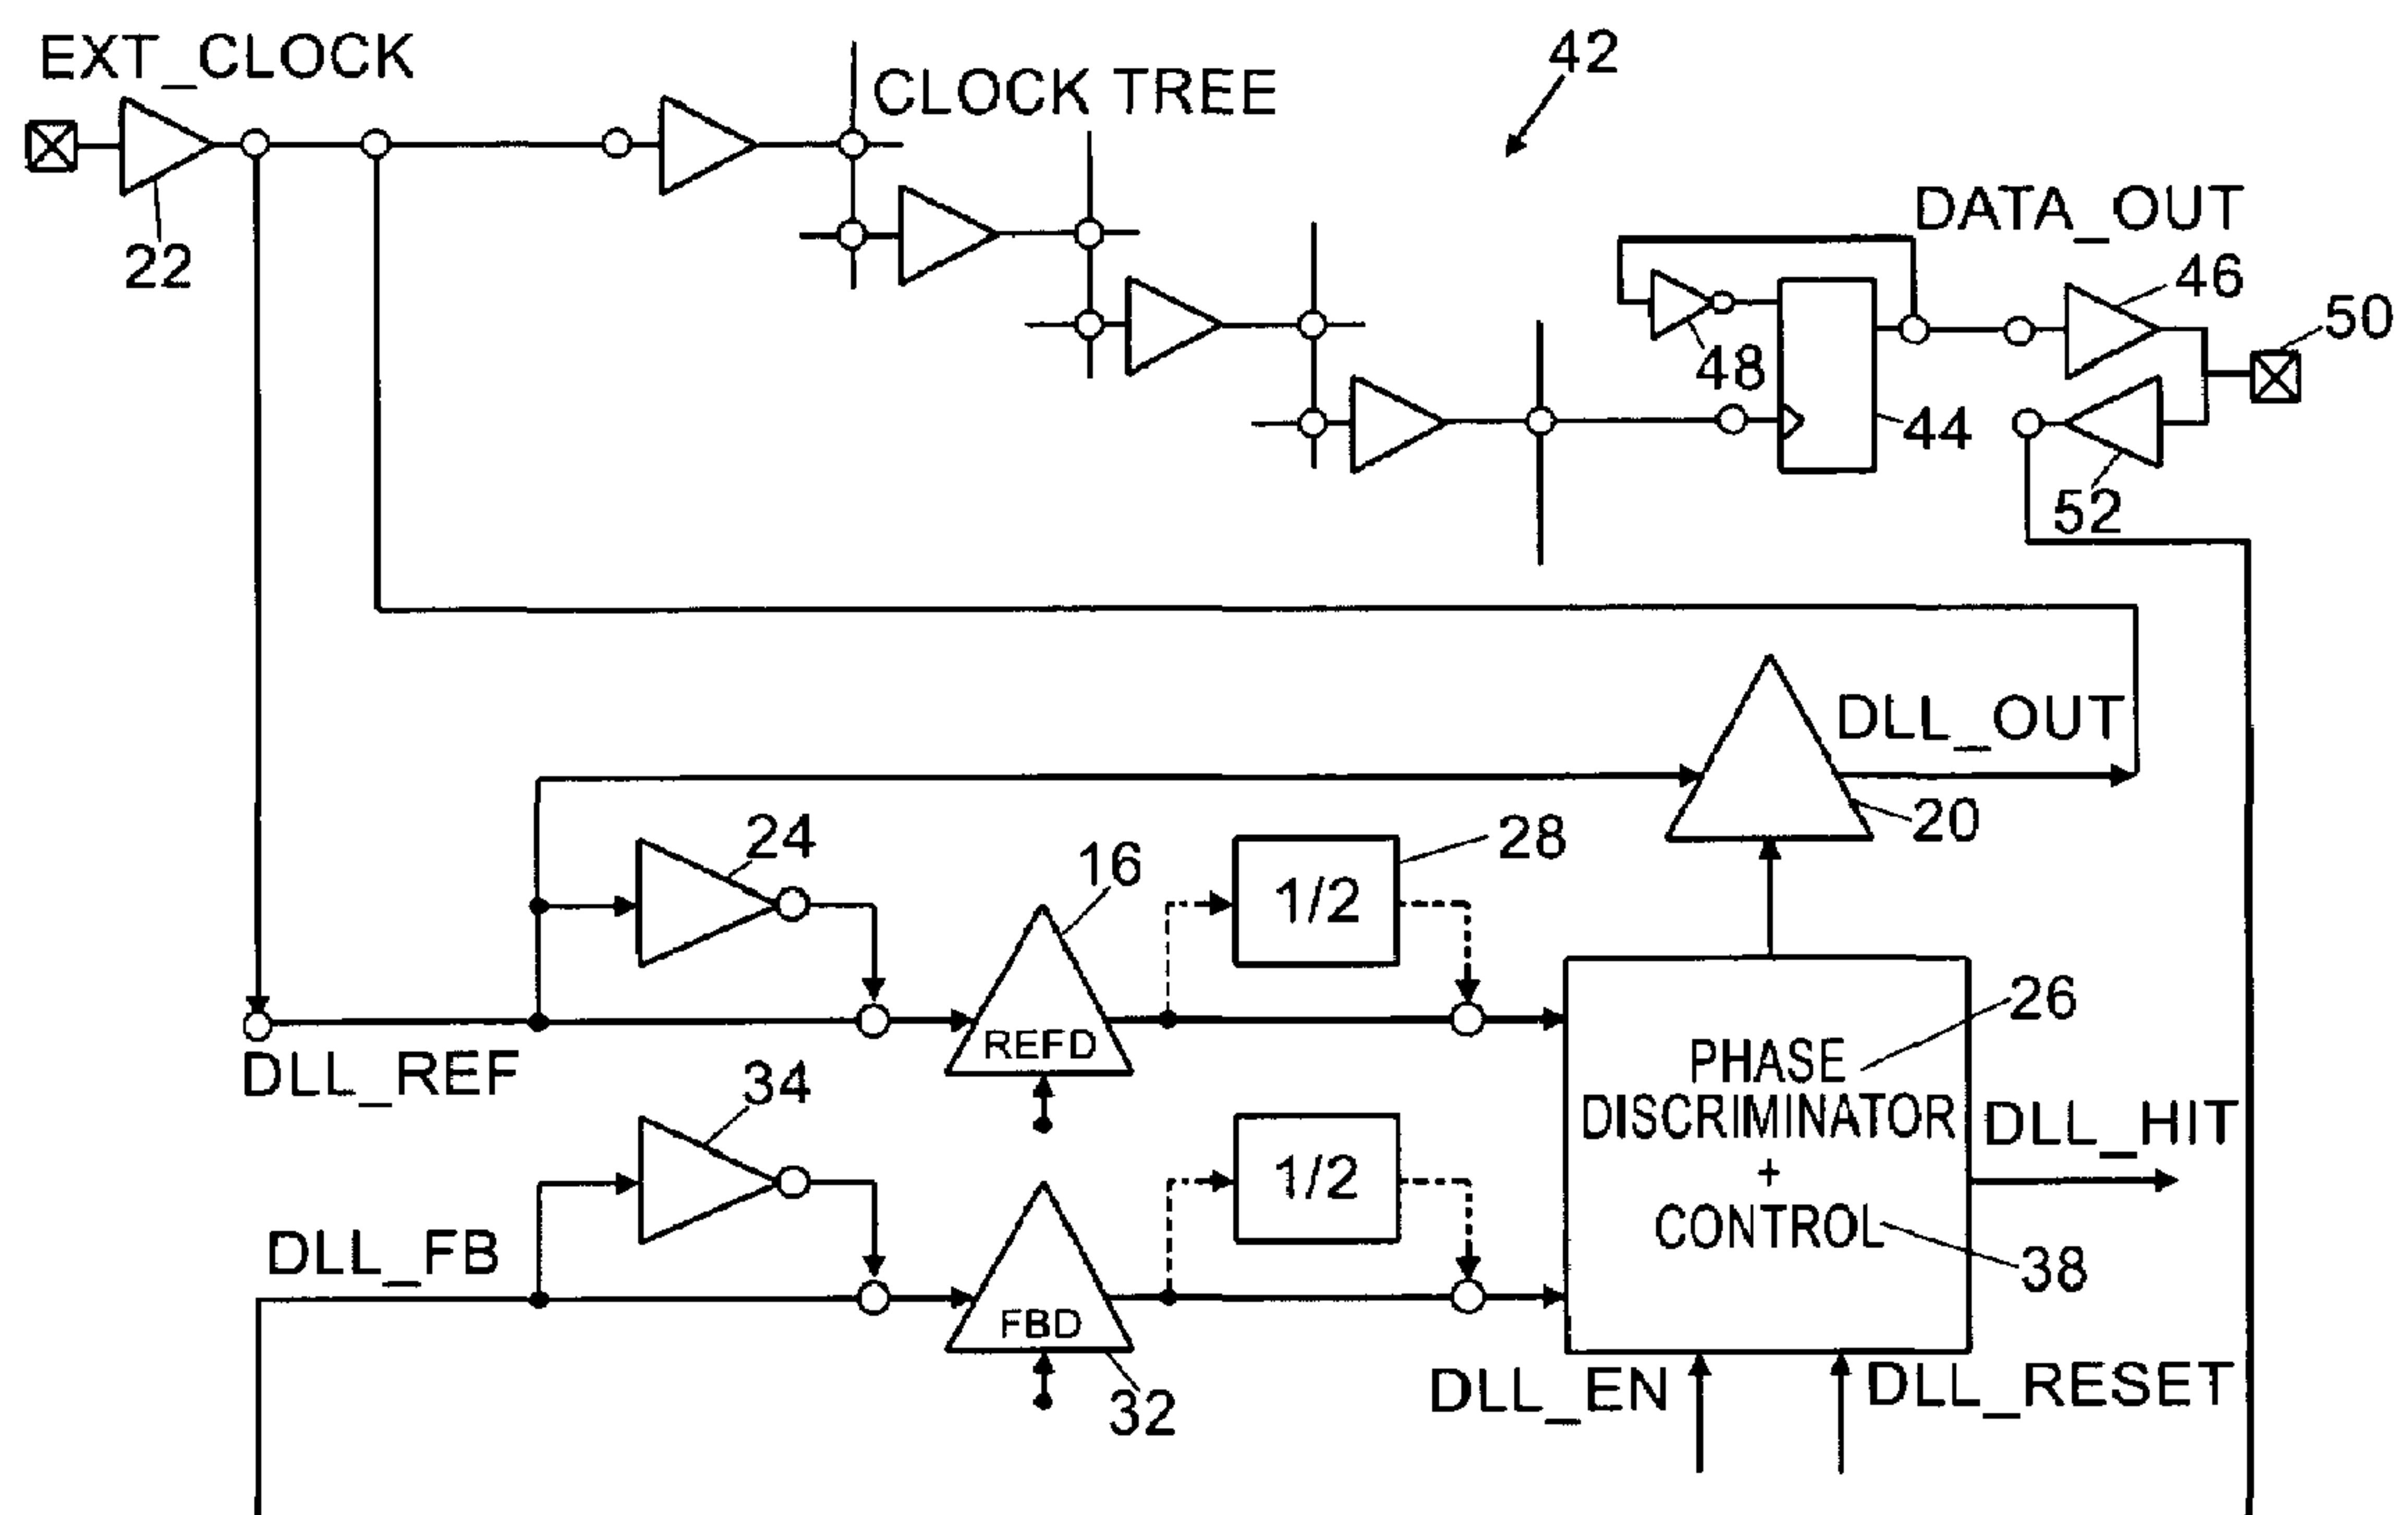 EXT_CLOCK
22
CLOCK TREE
42
DATA_OUT
46
50
48
44
52
DLL_OUT
20
24
16
28
1/2
26
REFD
DLL_REF
PHASE
DISCRIMINATOR
+
CONTROL
DLL_HIT
34
1/2
38
DLL_FB
FBD
32
DLL_EN
DLL_RESET